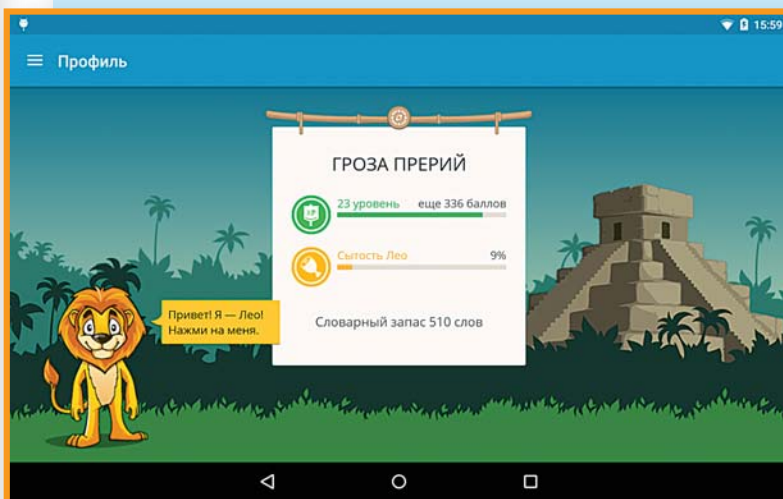 15:59
Профиль
ГРОЗА ПРЕРИЙ
23 уровень еще 336 баллов
Сытость Лео 9%
Словарный запас 510 слов
Привет! Я — Лео!
Нажми на меня.